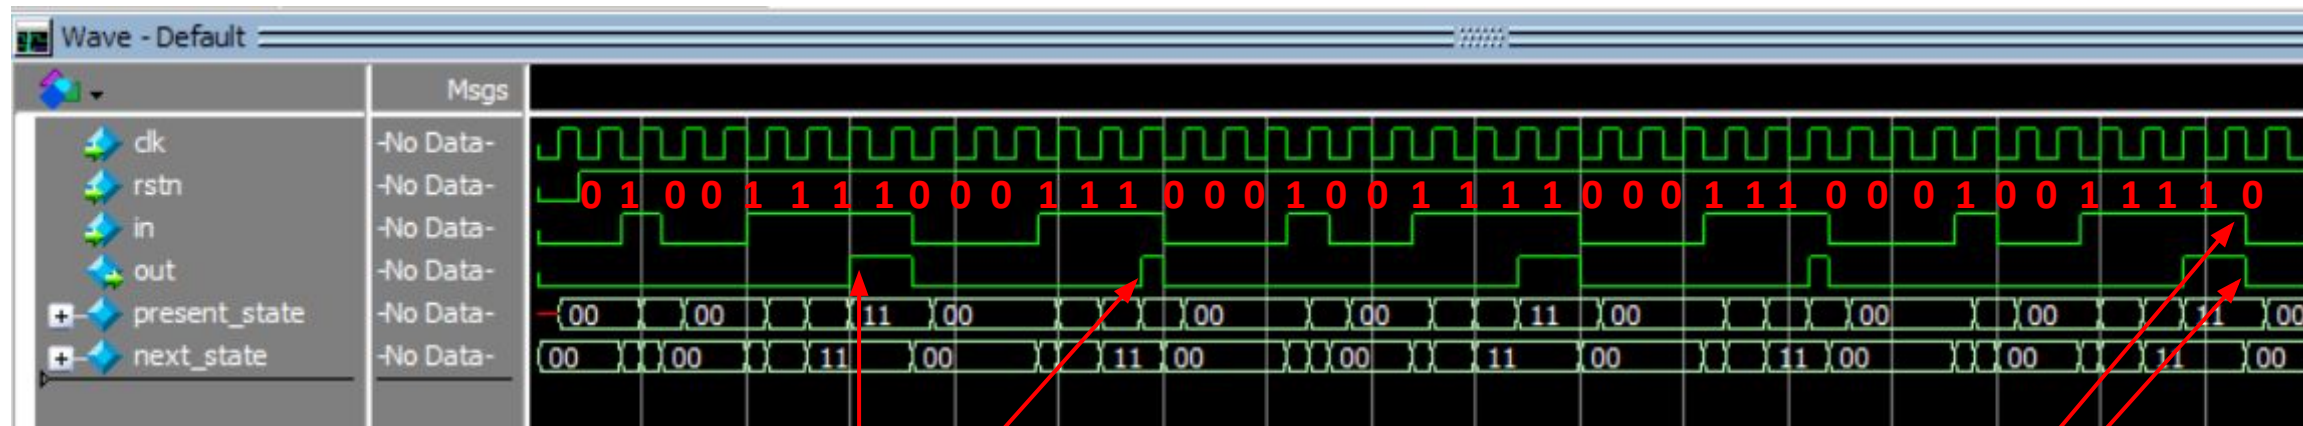 Wave - Default
Msgs
clk -No Data-
rstn -No Data- 0 1 0 0 1 1 1 1 0 0 0 1 1 1 0 0 0 1 0 0 1 1 1 1 0 0 0 1 1 1 0 0 0 1 0 0 1 1 1 1 0
in -No Data-
out -No Data-
present_state -No Data- 00 00 11 00 00 00 11 00 00 00 11 00
next_state -No Data- 00 00 11 00 11 00 00 11 00 11 00 00 11 00